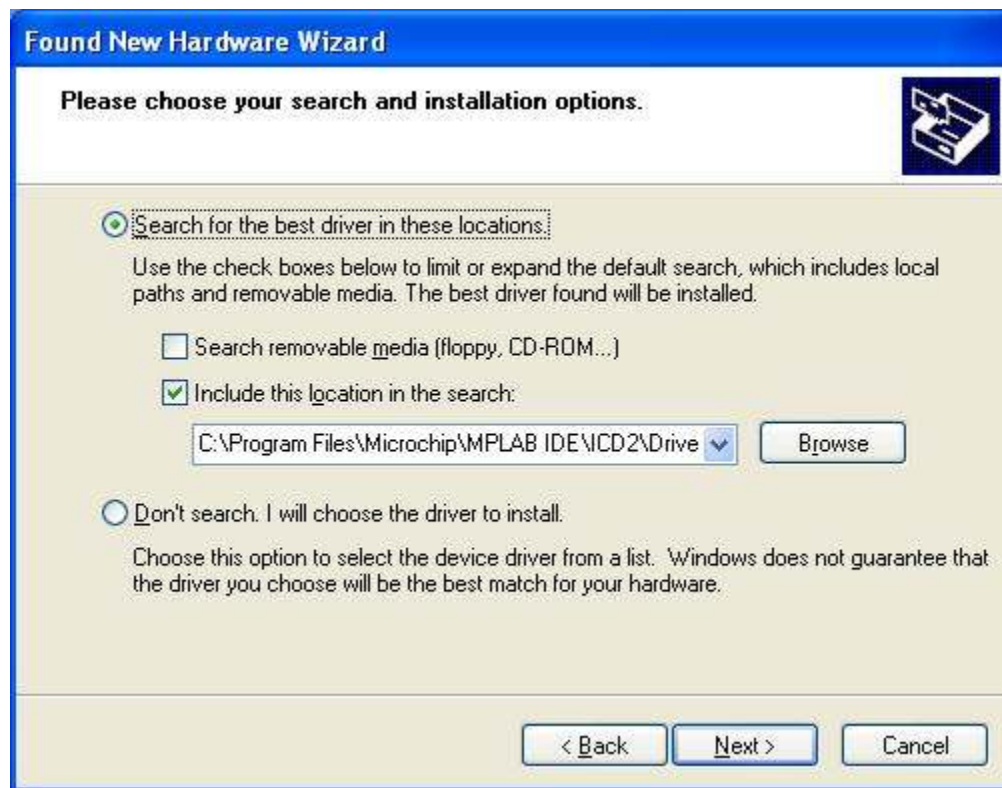 Found New Hardware Wizard
Please choose your search and installation options.
Search for the best driver in these locations.
Use the check boxes below to limit or expand the default search, which includes local
paths and removable media. The best driver found will be installed.
Search removable media (floppy, CD-ROM...)
Include this location in the search:
C:\Program Files\Microchip\MPLAB IDE\ICD2\Drive
Browse
Don't search. I will choose the driver to install.
Choose this option to select the device driver from a list. Windows does not guarantee that
the driver you choose will be the best match for your hardware.
< Back Next > Cancel